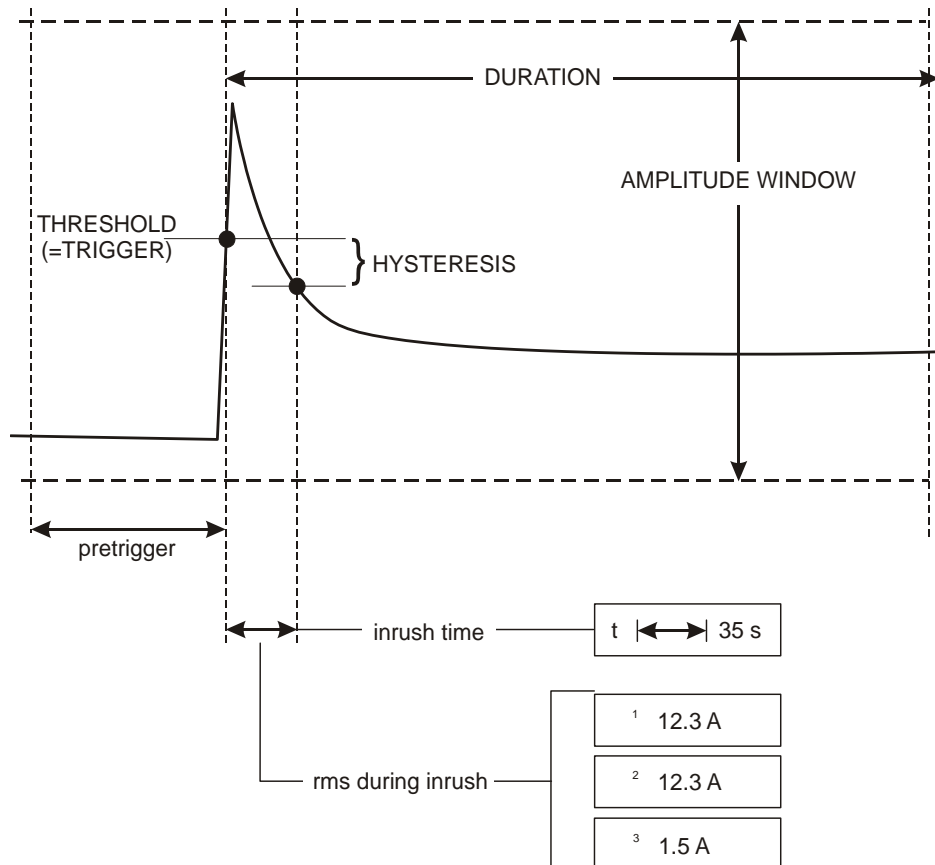 DURATION
AMPLITUDE WINDOW
THRESHOLD
(=TRIGGER)
} HYSTERESIS
pretrigger
inrush time
t 35 s
rms during inrush
1 12.3 A
2 12.3 A
3 1.5 A